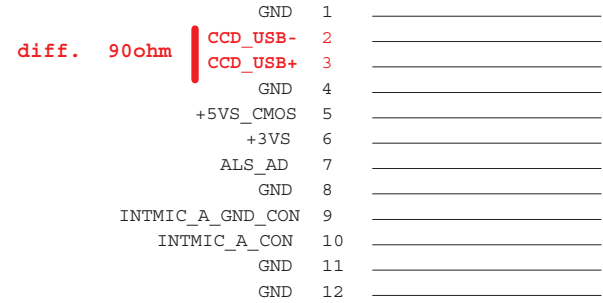 GND 1
CCD_USB- 2
diff. 90ohm
CCD_USB+ 3
GND 4
+5VS_CMOS 5
+3VS 6
ALS_AD 7
GND 8
INTMIC_A_GND_CON 9
INTMIC_A_CON 10
GND 11
GND 12